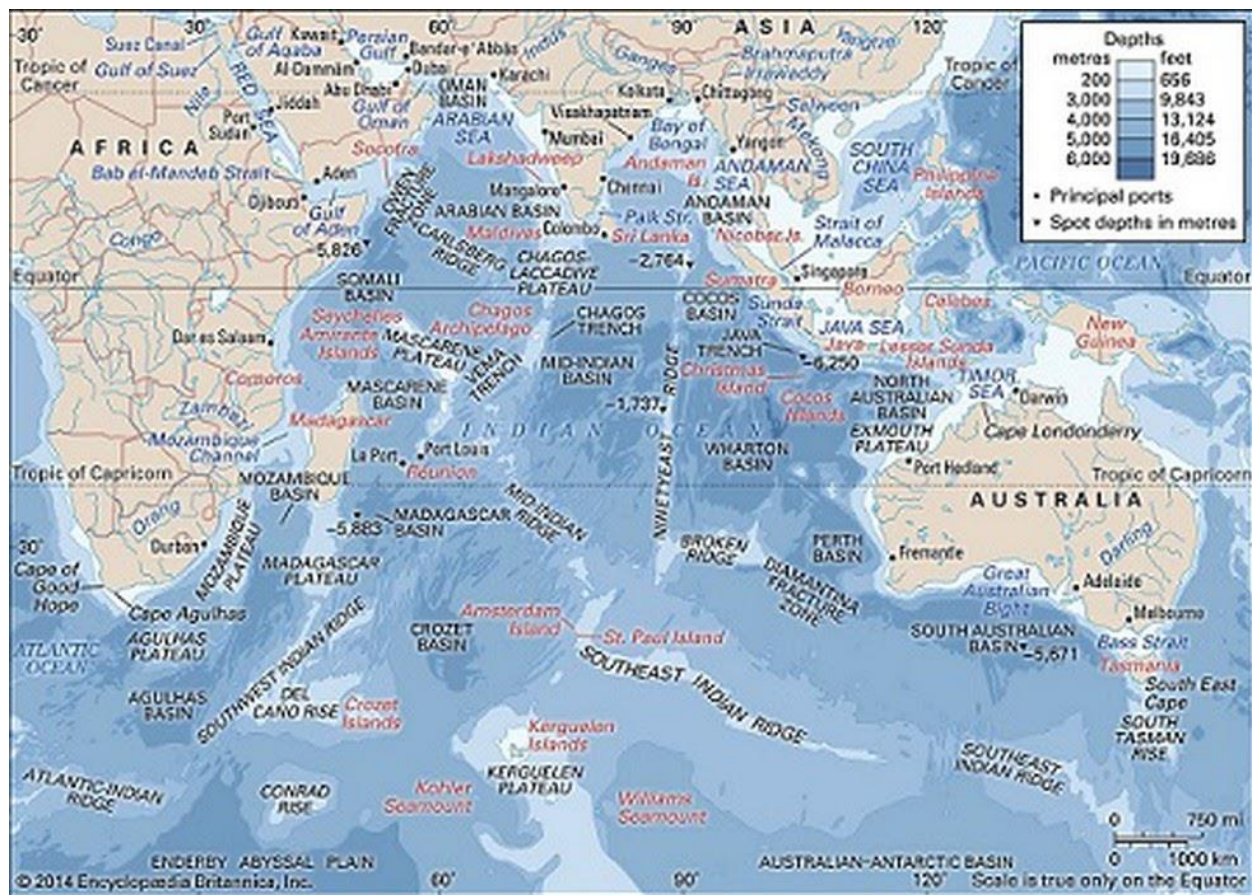 30°
60°
90°
ASIA
120°
30°
Suez Canal
Gulf of Aqaba
Kuwait
Persian Gulf
Bandar-e 'Abbās
Indus
Ganges
Brahmaputra
Yangtze
Irrawaddy
Tropic of Cancer
Gulf of Suez
Al-Dammām
Dubai
Abu Dhabi
Karachi
OMAN BASIN
Kolkata
Chittagong
Tropic of Cancer
Nile
RED SEA
Jiddah
Gulf of Oman
ARABIAN SEA
Visakhapatnam
Salween
Mekong
Port Sudan
Mumbai
Bay of Bengal
Yangon
AFRICA
Socotra
Lakshadweep
Andaman Is.
ANDAMAN SEA
SOUTH CHINA SEA
Philippine Islands
Bab el-Mandeb Strait
Aden
OWEN FRACTURE ZONE
Mangalore
Chennai
ANDAMAN BASIN
Djibouti
Gulf of Aden
ARABIAN BASIN
Palk Str.
Strait of Malacca
Congo
-5,826
CARLSBERG RIDGE
Maldives
Colombo
Sri Lanka
Nicobar Is.
PACIFIC OCEAN
Equator
CHAGOS-LACCADIVE PLATEAU
-2,764
Sumatra
Singapore
Borneo
Equator
SOMALI BASIN
COCOS BASIN
Sunda Strait
Celebes
Seychelles
Amirante Islands
Chagos Archipelago
CHAGOS TRENCH
JAVA SEA
New Guinea
Dar es Salaam
MASCARENE PLATEAU
VEMA TRENCH
MID-INDIAN BASIN
JAVA TRENCH
Java
Lesser Sunda Islands
-6,250
Comoros
MASCARENE BASIN
Christmas Island
Cocos Islands
NORTH AUSTRALIAN BASIN
TIMOR SEA
Darwin
Zambezi
Madagascar
-1,737
INDIAN OCEAN
EXMOUTH PLATEAU
Cape Londonderry
Mozambique Channel
La Port
Port Louis
Réunion
WHARTON BASIN
Port Hedland
Tropic of Capricorn
Tropic of Capricorn
MOZAMBIQUE BASIN
AUSTRALIA
Orang
-5,883
MADAGASCAR BASIN
MID-INDIAN RIDGE
NINETYEAST RIDGE
30°
Durban
MOZAMBIQUE PLATEAU
MADAGASCAR PLATEAU
BROKEN RIDGE
PERTH BASIN
Fremantle
Darling
Cape of Good Hope
Cape Agulhas
DIAMANTINA FRACTURE ZONE
Great Australian Bight
Adelaide
Melbourne
ATLANTIC OCEAN
AGULHAS PLATEAU
SOUTHWEST INDIAN RIDGE
CROZET BASIN
Amsterdam Island
St. Paul Island
SOUTH AUSTRALIAN BASIN
-5,671
Bass Strait
Tasmania
AGULHAS BASIN
DEL CANO RISE
Crozet Islands
SOUTHEAST INDIAN RIDGE
South East Cape
Kerguelen Islands
SOUTH TASMAN RISE
ATLANTIC-INDIAN RIDGE
CONRAD RISE
Kohler Seamount
KERGUELEN PLATEAU
Williams Seamount
SOUTHEAST INDIAN RIDGE
ENDERBY ABYSSAL PLAIN
AUSTRALIAN-ANTARCTIC BASIN
60°
90°
120°
Depths
metres feet
200 656
3,000 9,843
4,000 13,124
5,000 16,405
6,000 19,686
Principal ports
Spot depths in metres
0 750 mi
0 1000 km
Scale is true only on the Equator
© 2014 Encyclopædia Britannica, Inc.